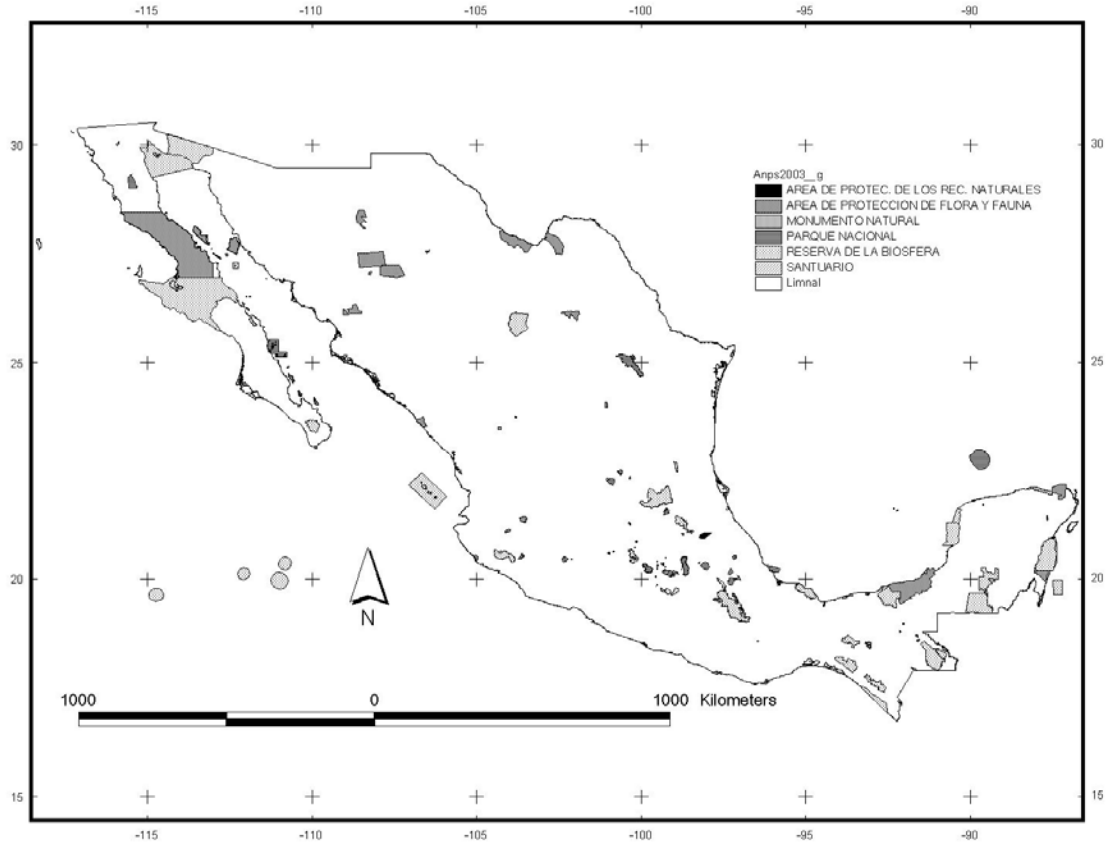 -115 -110 -105 -100 -95 -90
30 30
Anps2003__g
AREA DE PROTEC. DE LOS REC. NATURALES
AREA DE PROTECCION DE FLORA Y FAUNA
MONUMENTO NATURAL
PARQUE NACIONAL
RESERVA DE LA BIOSFERA
SANTUARIO
Limnal
25 25
20 20
N
1000 0 1000 Kilometers
15 15
-115 -110 -105 -100 -95 -90